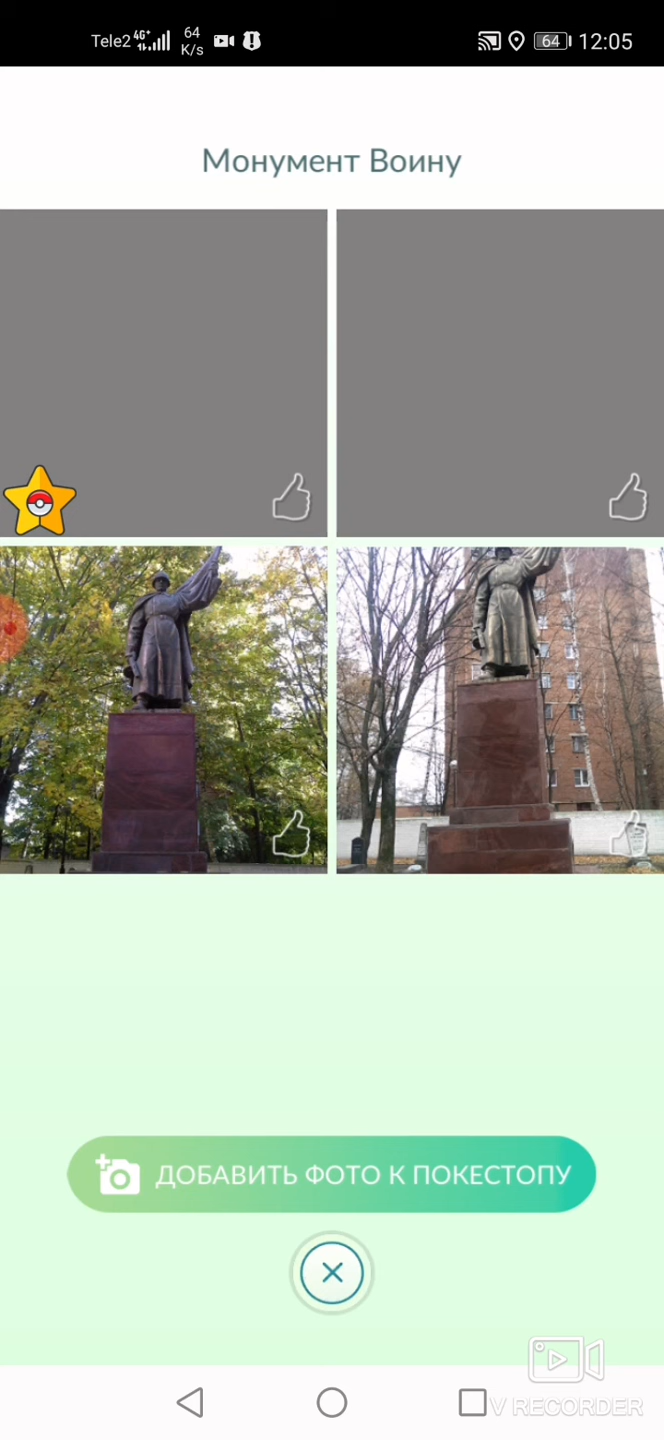 Tele2 4G+ 64 K/s 64 12:05
Монумент Воину
ДОБАВИТЬ ФОТО К ПОКЕСТОПУ
V RECORDER